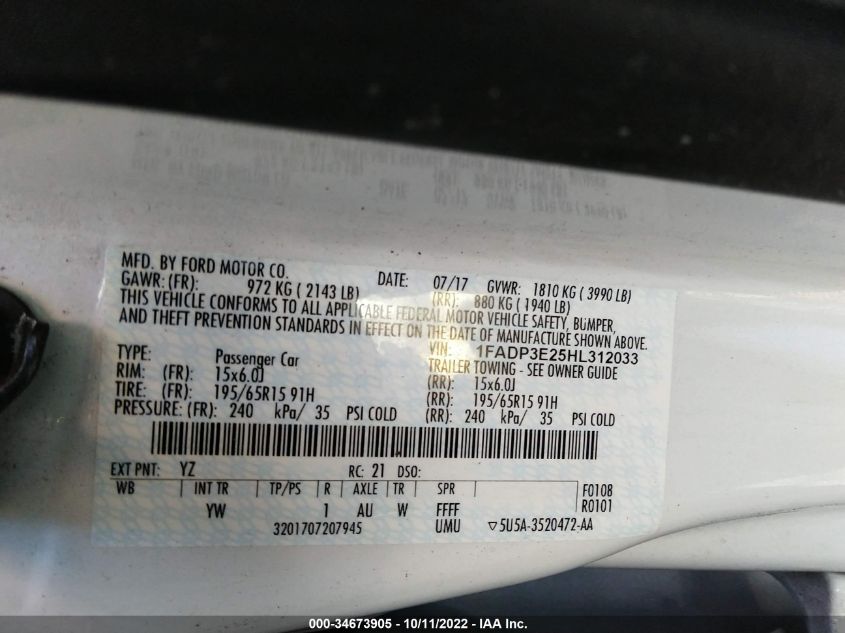 MFD. BY FORD MOTOR CO.
DATE: 07/17 GVWR: 1810 KG ( 3990 LB)
GAWR: (FR): 972 KG ( 2143 LB) (RR): 880 KG ( 1940 LB)
THIS VEHICLE CONFORMS TO ALL APPLICABLE FEDERAL MOTOR VEHICLE SAFETY, BUMPER,
AND THEFT PREVENTION STANDARDS IN EFFECT ON THE DATE OF MANUFACTURE SHOWN ABOVE.
VIN: 1FADP3E25HL312033
TYPE: Passenger Car TRAILER TOWING - SEE OWNER GUIDE
RIM: (FR): 15x6.0J (RR): 15x6.0J
TIRE: (FR): 195/65R15 91H (RR): 195/65R15 91H
PRESSURE: (FR): 240 kPa/ 35 PSI COLD (RR): 240 kPa/ 35 PSI COLD
EXT PNT: YZ RC: 21 DSO:
WB INT TR TP/PS R AXLE TR SPR F0108
YW 1 AU W FFFF R0101
3201707207945 UMU ▽5U5A-3520472-AA
000-34673905 - 10/11/2022 - IAA Inc.